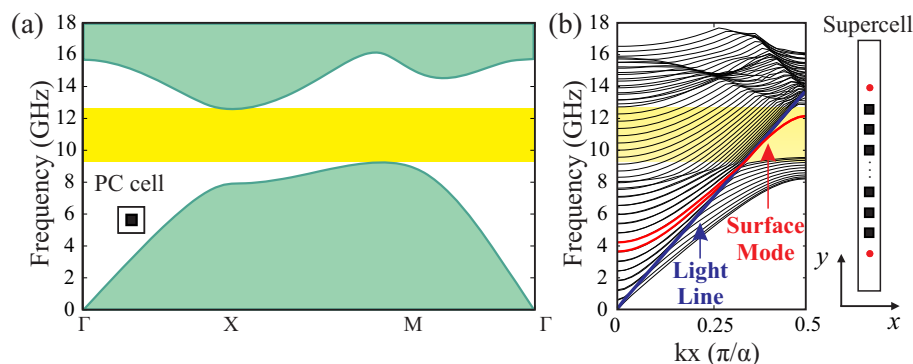 (a)
18
16
14
12
10
8
6
4
2
0
Frequency (GHz)
PC cell
Γ
X
M
Γ
(b)
18
16
14
12
10
8
6
4
2
0
Frequency (GHz)
Surface
Mode
Light
Line
0
0.25
0.5
kx (π/α)
Supercell
y
x